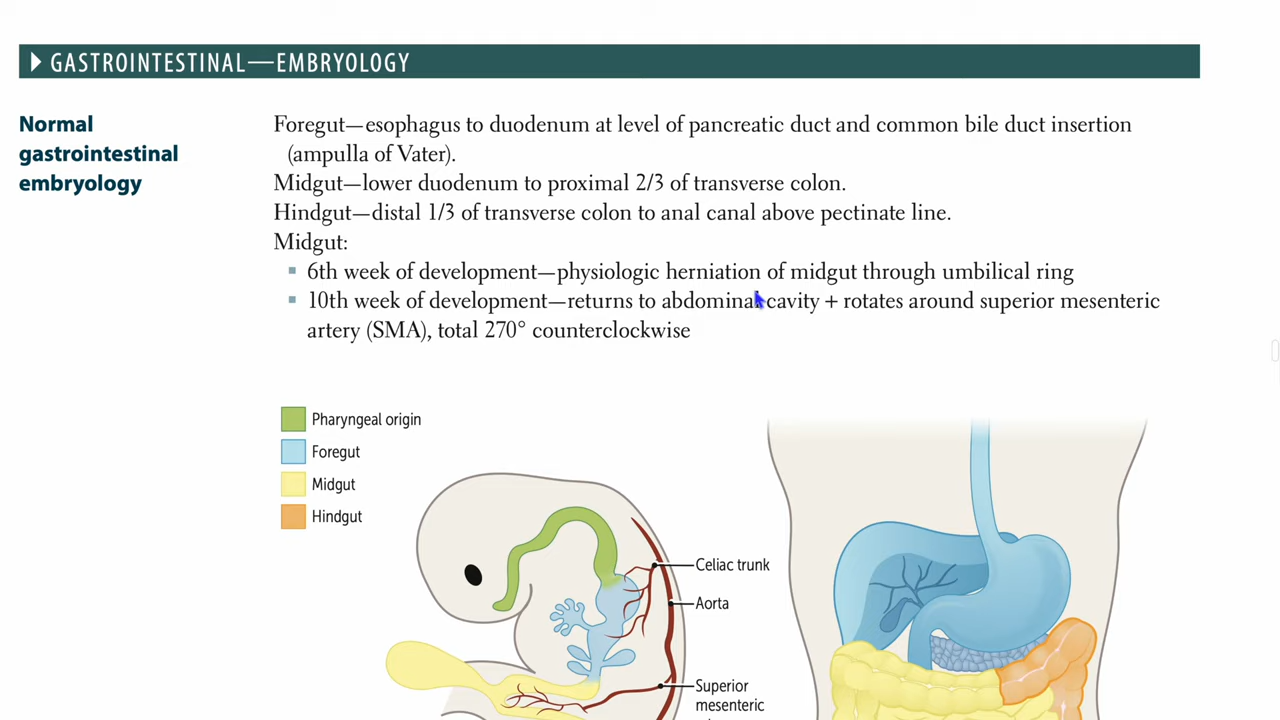 GASTROINTESTINAL—EMBRYOLOGY
Normal
gastrointestinal
embryology
Foregut—esophagus to duodenum at level of pancreatic duct and common bile duct insertion
(ampulla of Vater).
Midgut—lower duodenum to proximal 2/3 of transverse colon.
Hindgut—distal 1/3 of transverse colon to anal canal above pectinate line.
Midgut:
6th week of development—physiologic herniation of midgut through umbilical ring
10th week of development—returns to abdominal cavity + rotates around superior mesenteric
artery (SMA), total 270° counterclockwise
Pharyngeal origin
Foregut
Midgut
Hindgut
Celiac trunk
Aorta
Superior
mesenteric